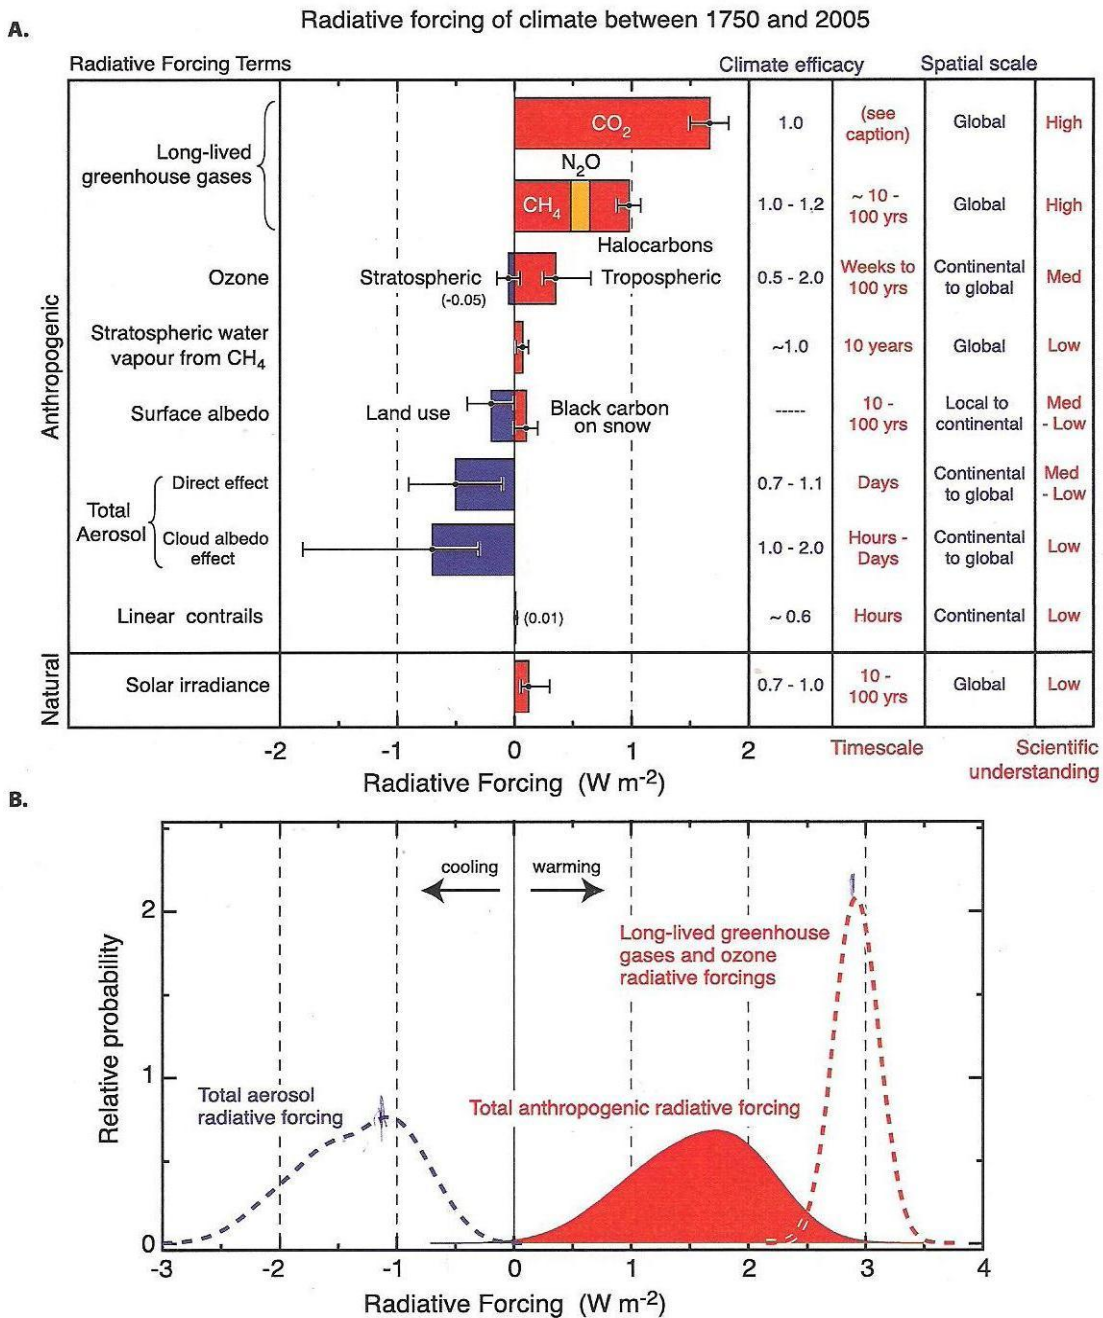 Radiative forcing of climate between 1750 and 2005
A.
Radiative Forcing Terms
Climate efficacy
Spatial scale
Anthropogenic
Long-lived
greenhouse gases
CO2
1.0
(see
caption)
Global
High
N2O
CH4
Halocarbons
1.0 - 1.2
~ 10 -
100 yrs
Global
High
Ozone
Stratospheric
(-0.05)
Tropospheric
0.5 - 2.0
Weeks to
100 yrs
Continental
to global
Med
Stratospheric water
vapour from CH4
~1.0
10 years
Global
Low
Surface albedo
Land use
Black carbon
on snow
-----
10 -
100 yrs
Local to
continental
Med
- Low
Total
Aerosol
Direct effect
0.7 - 1.1
Days
Continental
to global
Med
- Low
Cloud albedo
effect
1.0 - 2.0
Hours -
Days
Continental
to global
Low
Linear contrails
(0.01)
~ 0.6
Hours
Continental
Low
Natural
Solar irradiance
0.7 - 1.0
10 -
100 yrs
Global
Low
-2 -1 0 1 2
Timescale
Scientific
understanding
Radiative Forcing (W m-2)
B.
cooling
warming
2
Long-lived greenhouse
gases and ozone
radiative forcings
Relative probability
1
Total aerosol
radiative forcing
Total anthropogenic radiative forcing
0
-3 -2 -1 0 1 2 3 4
Radiative Forcing (W m-2)